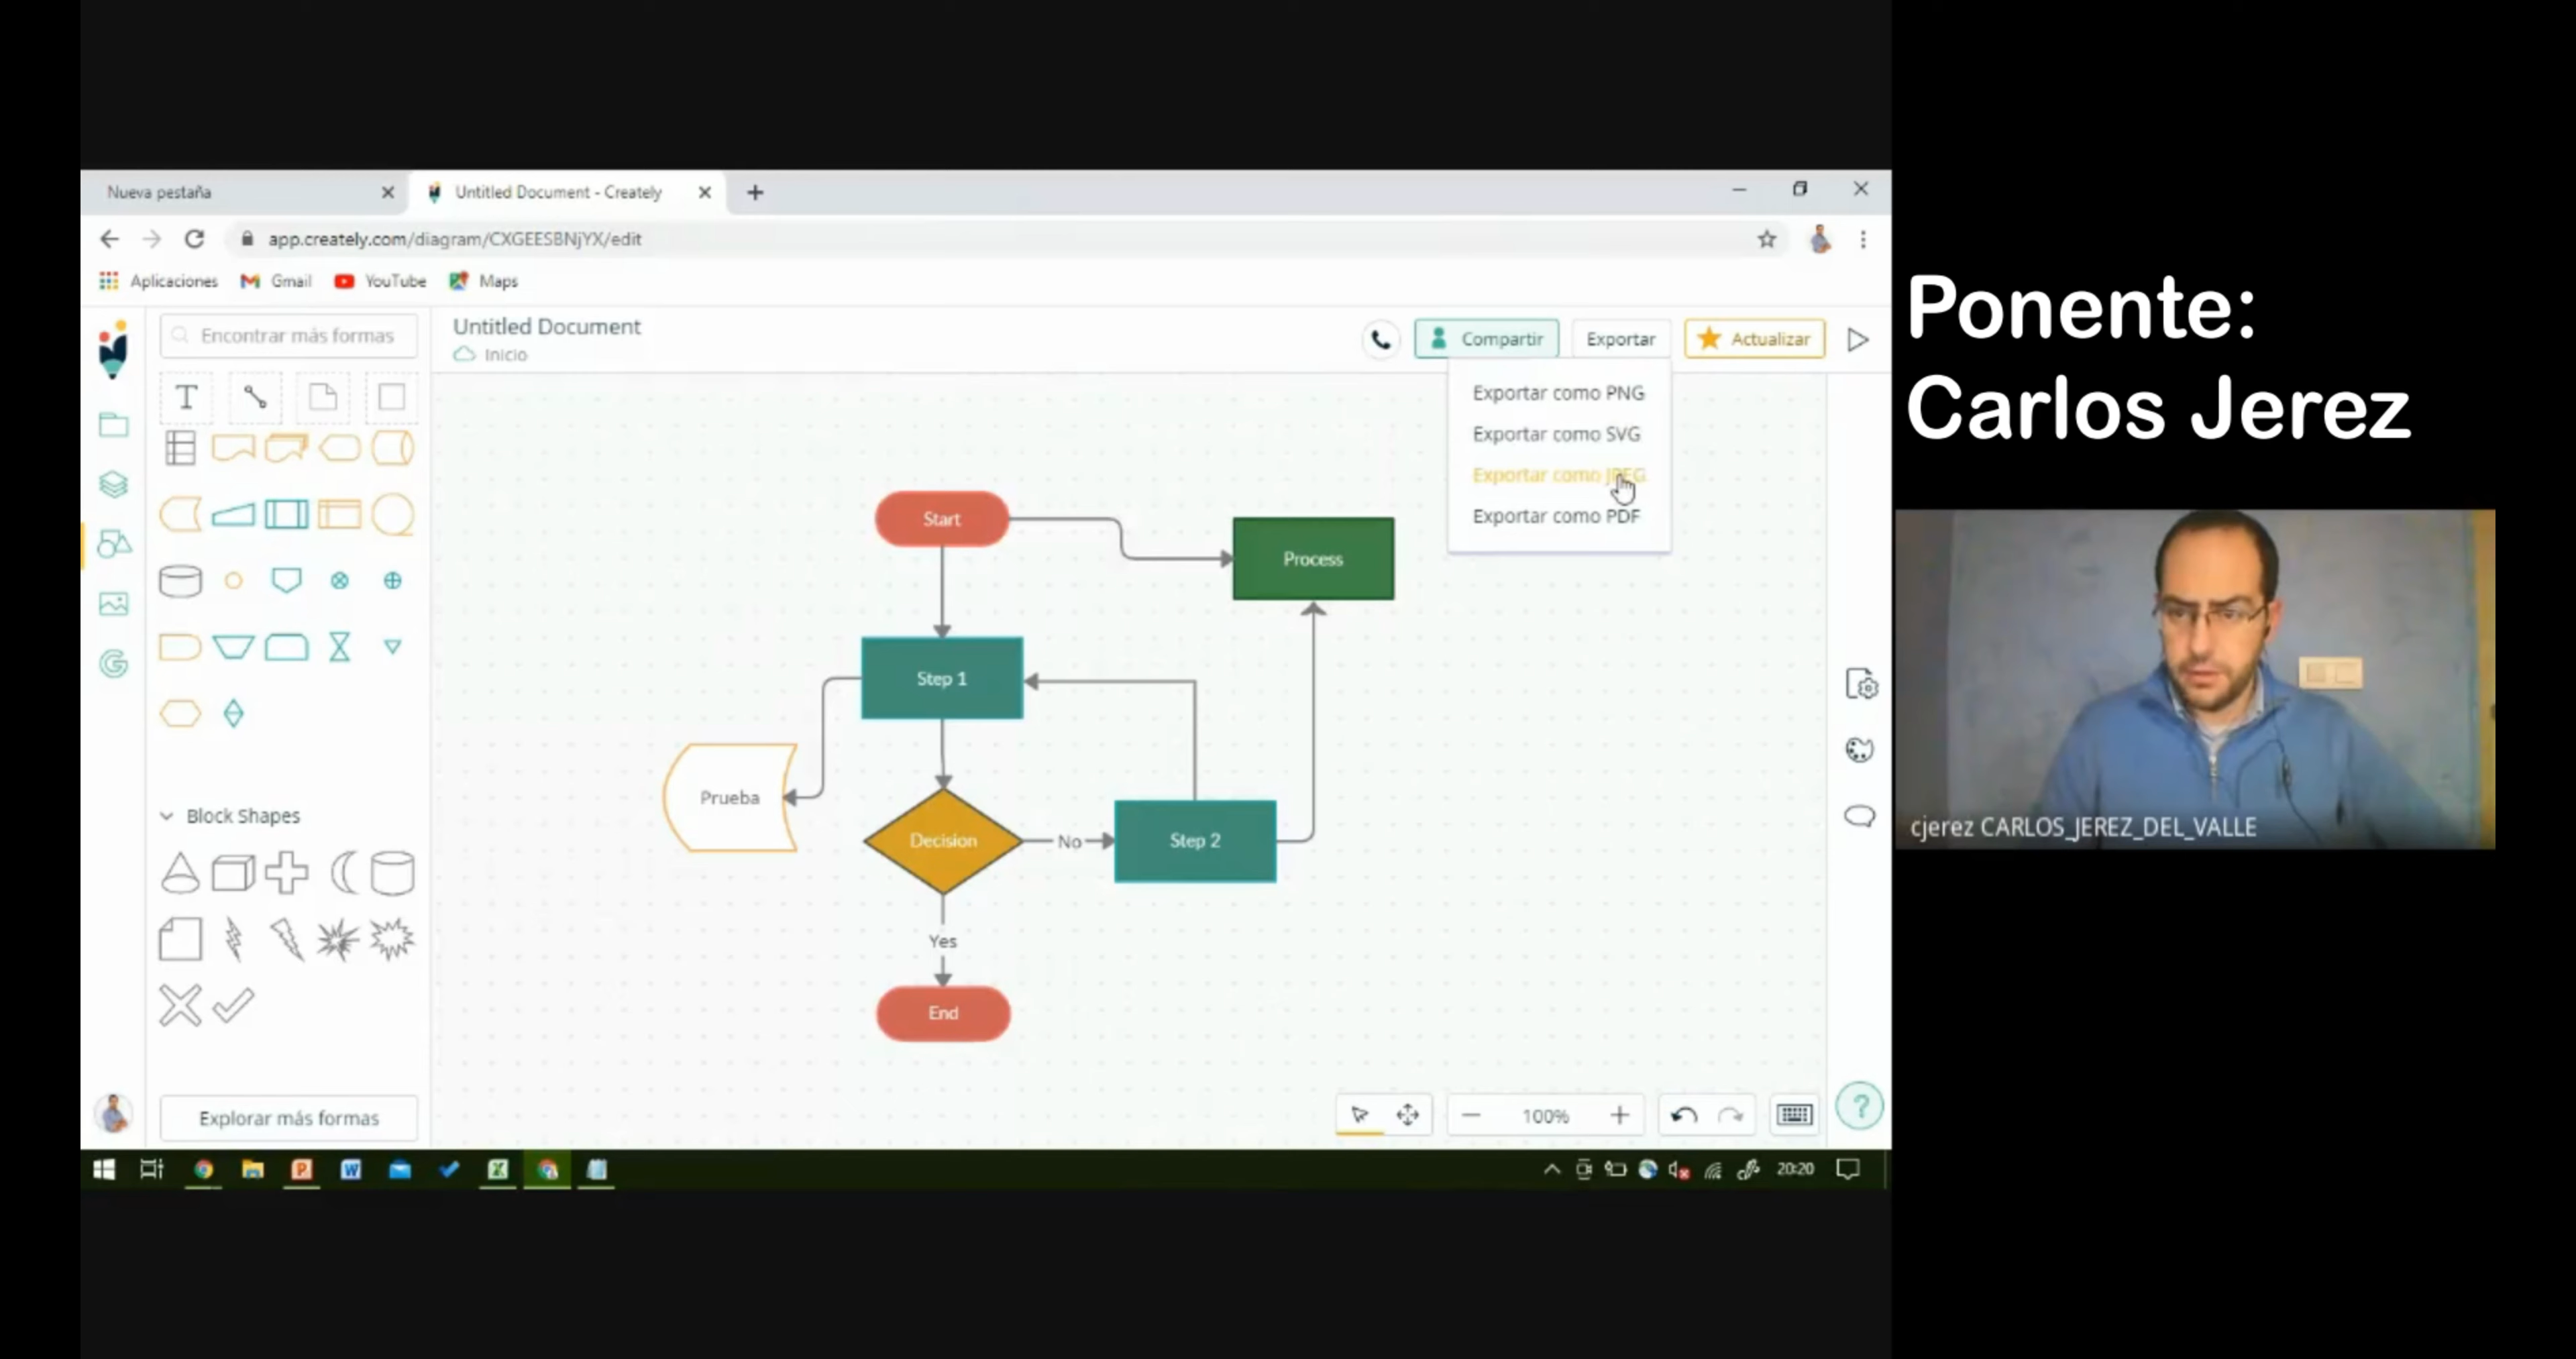 Nueva pestaña
Untitled Document - Creately
app.creately.com/diagram/CXGEESBNjYX/edit
Aplicaciones
Gmail
YouTube
Maps
Encontrar más formas
Untitled Document
Inicio
Compartir
Exportar
Actualizar
Exportar como PNG
Exportar como SVG
Exportar como JPEG
Exportar como PDF
T
Start
Process
Step 1
Prueba
Decision
No
Step 2
Yes
End
Block Shapes
Explorar más formas
100%
?
20:20
Ponente:
Carlos Jerez
cjerez CARLOS_JEREZ_DEL_VALLE